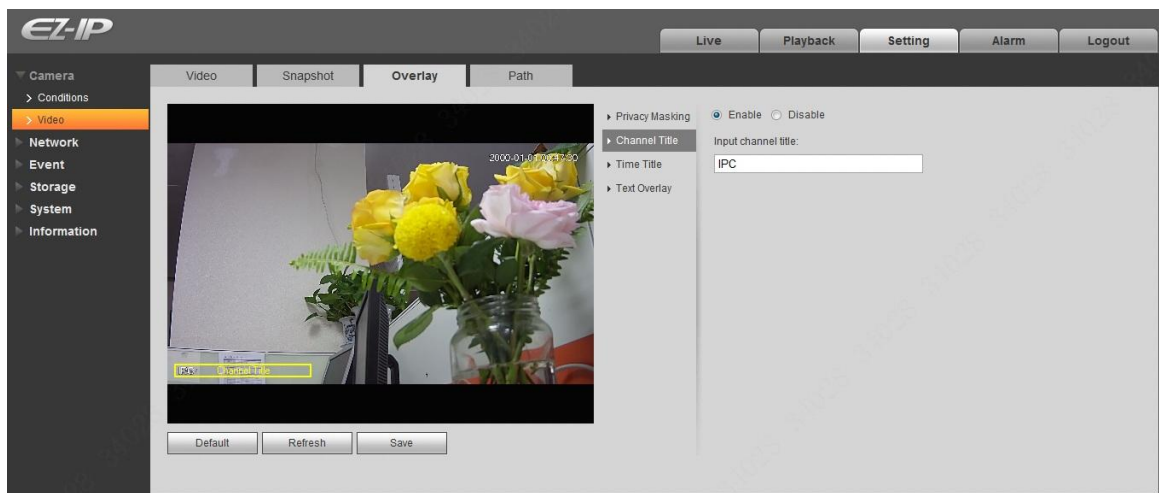 EZ-IP
Live Playback Setting Alarm Logout
Camera
Conditions
Video
Network
Event
Storage
System
Information
Video Snapshot Overlay Path
Privacy Masking
Channel Title
Time Title
Text Overlay
Enable Disable
Input channel title:
IPC
Channel Title
Default Refresh Save